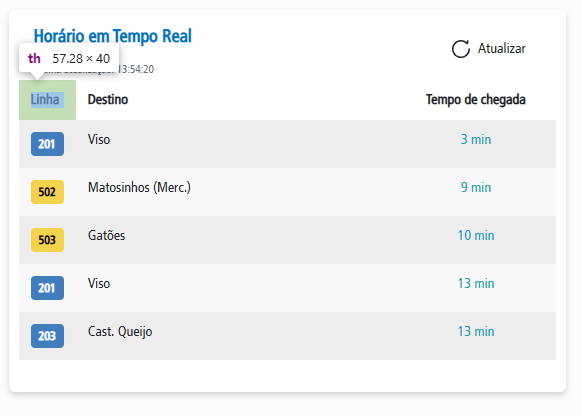 Horário em Tempo Real
Atualizar
th 57.28 × 40
13:54:20
Linha Destino Tempo de chegada
201 Viso 3 min
502 Matosinhos (Merc.) 9 min
503 Gatões 10 min
201 Viso 13 min
203 Cast. Queijo 13 min